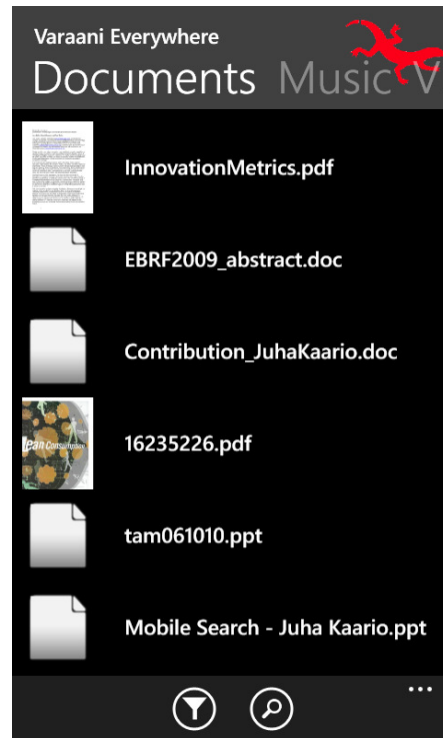 Varaani Everywhere
Documents Music V
InnovationMetrics.pdf
EBRF2009_abstract.doc
Contribution_JuhaKaario.doc
16235226.pdf
tam061010.ppt
Mobile Search - Juha Kaario.ppt